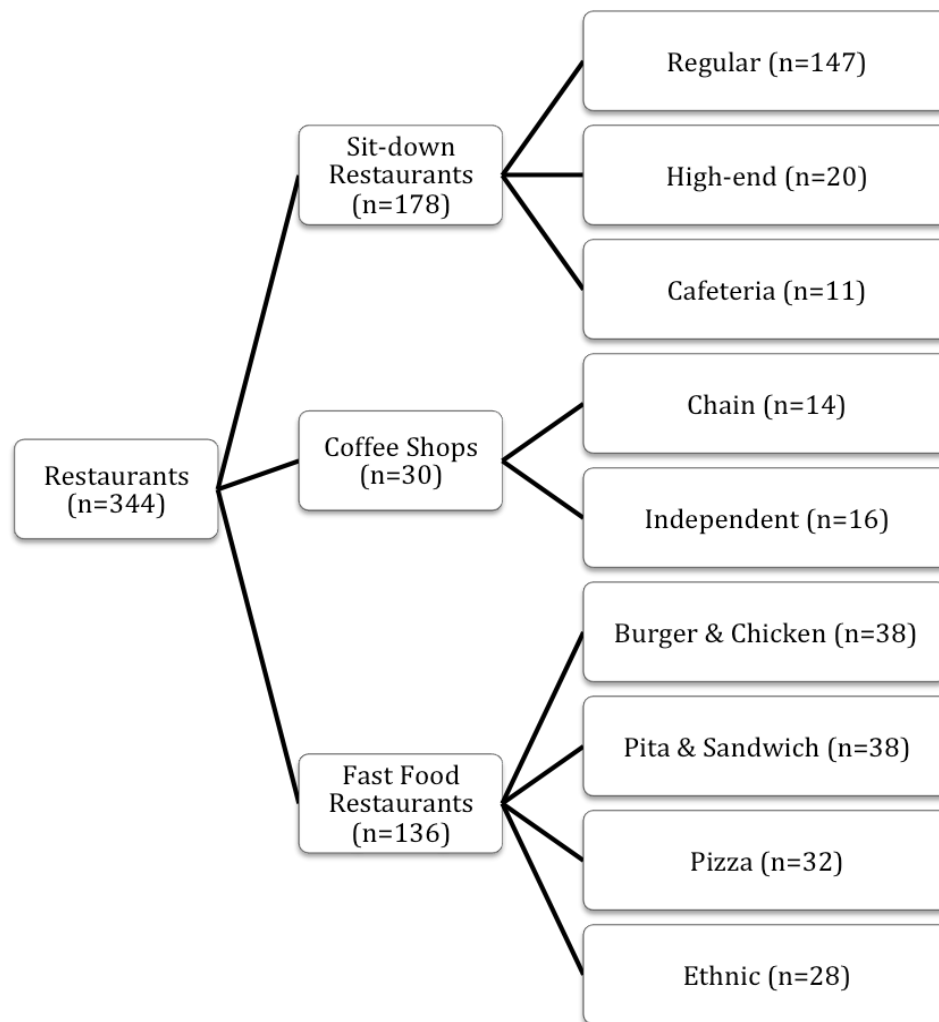 Regular (n=147)
Sit-down
Restaurants
(n=178)
High-end (n=20)
Cafeteria (n=11)
Chain (n=14)
Coffee Shops
(n=30)
Restaurants
(n=344)
Independent (n=16)
Burger & Chicken (n=38)
Pita & Sandwich (n=38)
Fast Food
Restaurants
(n=136)
Pizza (n=32)
Ethnic (n=28)